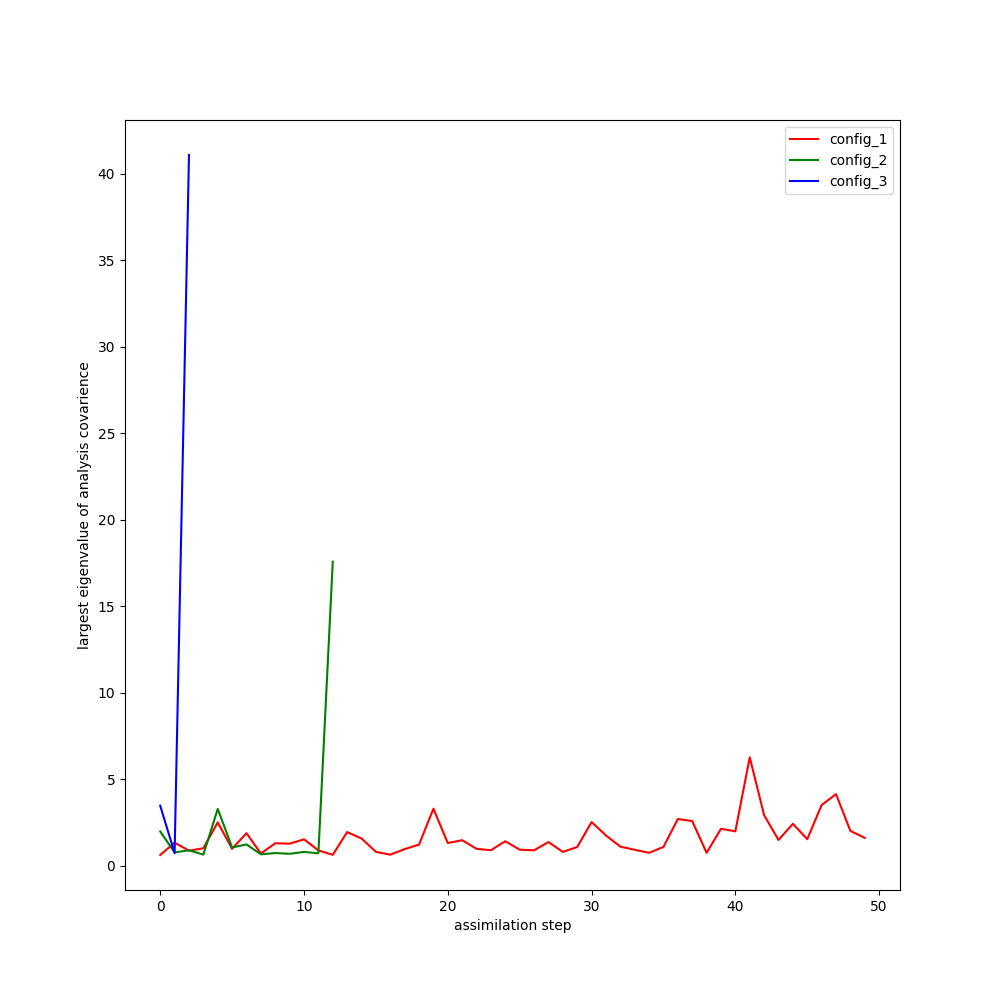 config_1
config_2
config_3
40
35
30
25
20
15
10
5
0
largest eigenvalue of analysis covarience
0 10 20 30 40 50
assimilation step